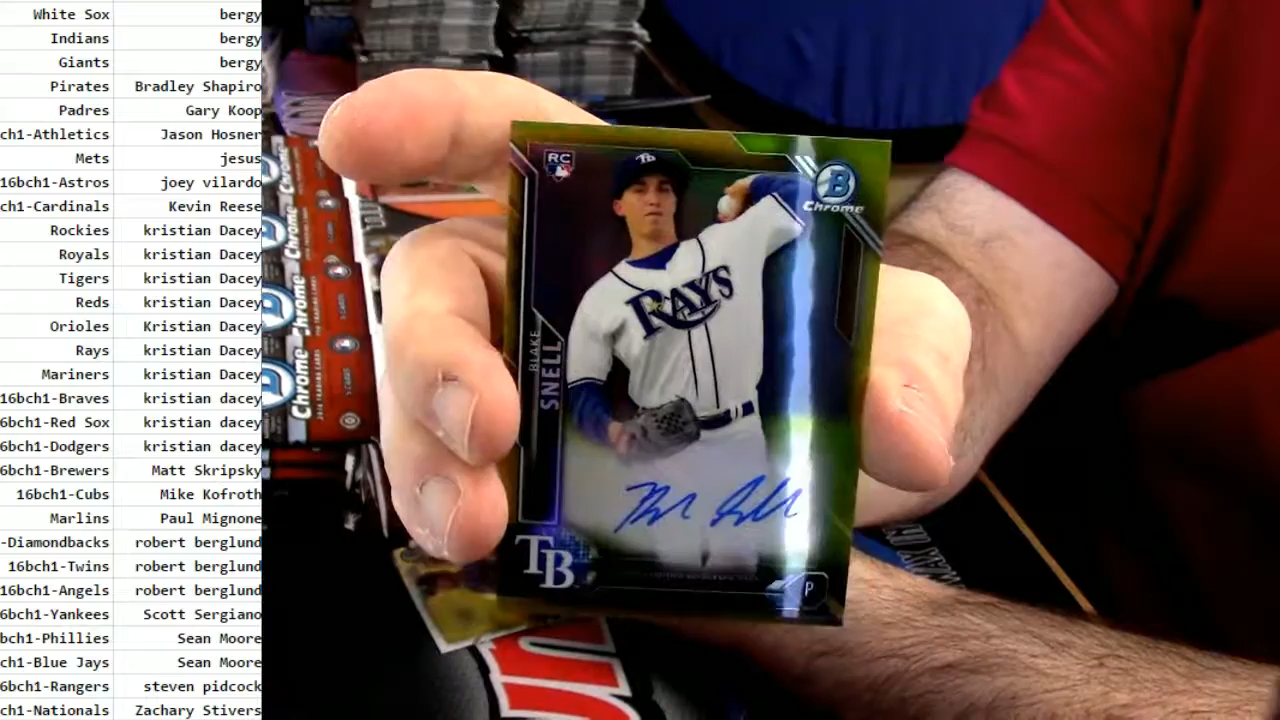 White Sox bergy
Indians bergy
Giants bergy
Pirates Bradley Shapiro
Padres Gary Koop
ch1-Athletics Jason Hosner
Mets jesus
16bch1-Astros joey vilardo
ch1-Cardinals Kevin Reese
Rockies kristian Dacey
Royals kristian Dacey
Tigers kristian Dacey
Reds kristian Dacey
Orioles Kristian Dacey
Rays kristian Dacey
Mariners kristian Dacey
16bch1-Braves kristian dacey
6bch1-Red Sox kristian dacey
bch1-Dodgers kristian dacey
6bch1-Brewers Matt Skripsky
16bch1-Cubs Mike Kofroth
Marlins Paul Mignone
-Diamondbacks robert berglund
16bch1-Twins robert berglund
16bch1-Angels robert berglund
6bch1-Yankees Scott Sergiano
bch1-Phillies Sean Moore
ch1-Blue Jays Sean Moore
6bch1-Rangers steven pidcock
ch1-Nationals Zachary Stivers
RC
TB
B
Chrome
RAYS
BLAKE
SNELL
TB
P
Chrome
Chrome
Chrome